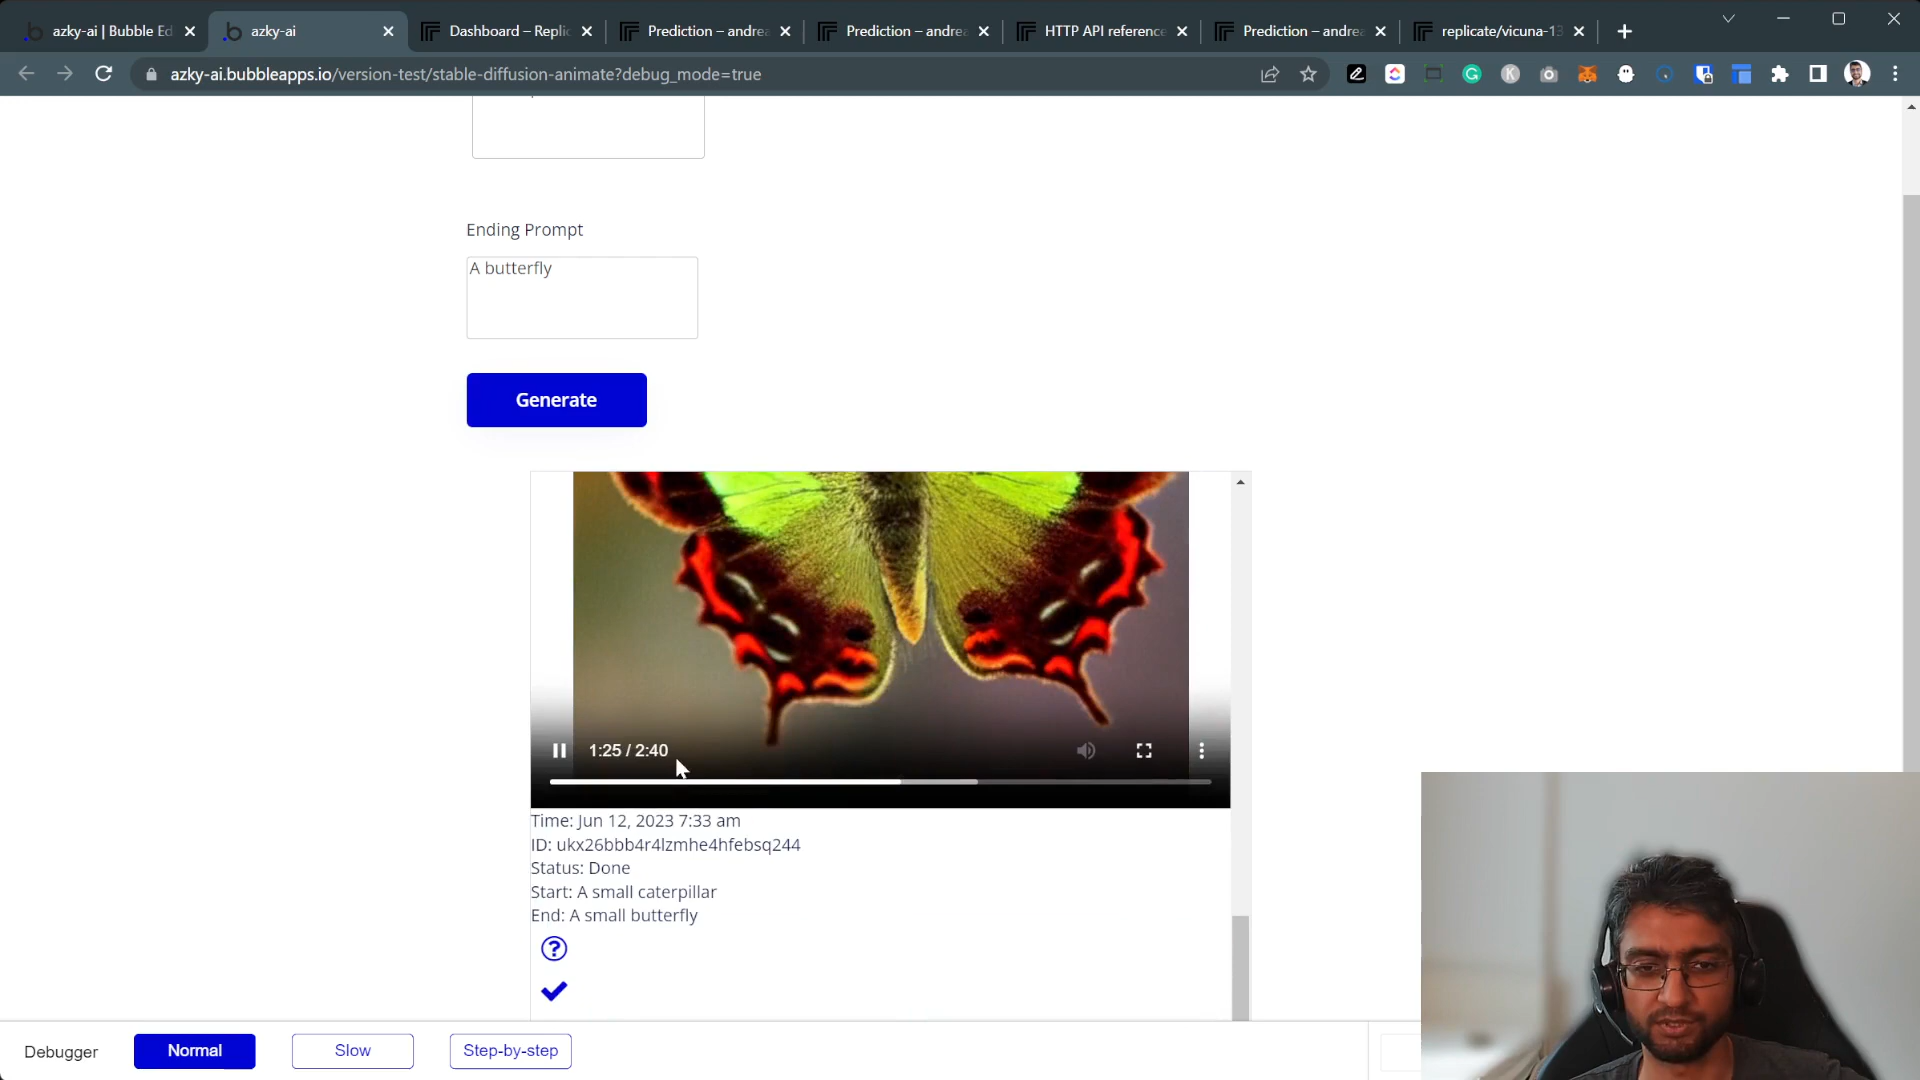 azky-ai | Bubble Ed
azky-ai
Dashboard – Replic
Prediction – andrea
Prediction – andrea
HTTP API reference
Prediction – andrea
replicate/vicuna-13
azky-ai.bubbleapps.io/version-test/stable-diffusion-animate?debug_mode=true
Ending Prompt
A butterfly
Generate
1:25 / 2:40
Time: Jun 12, 2023 7:33 am
ID: ukx26bbb4r4lzmhe4hfebsq244
Status: Done
Start: A small caterpillar
End: A small butterfly
Debugger
Normal
Slow
Step-by-step